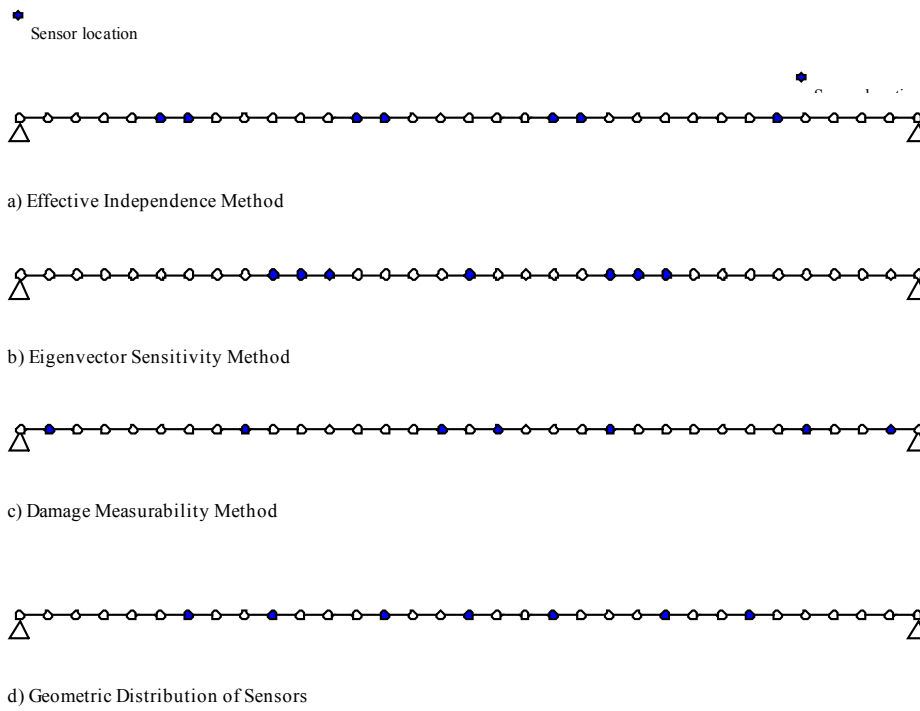 Sensor location
a) Effective Independence Method
b) Eigenvector Sensitivity Method
c) Damage Measurability Method
d) Geometric Distribution of Sensors